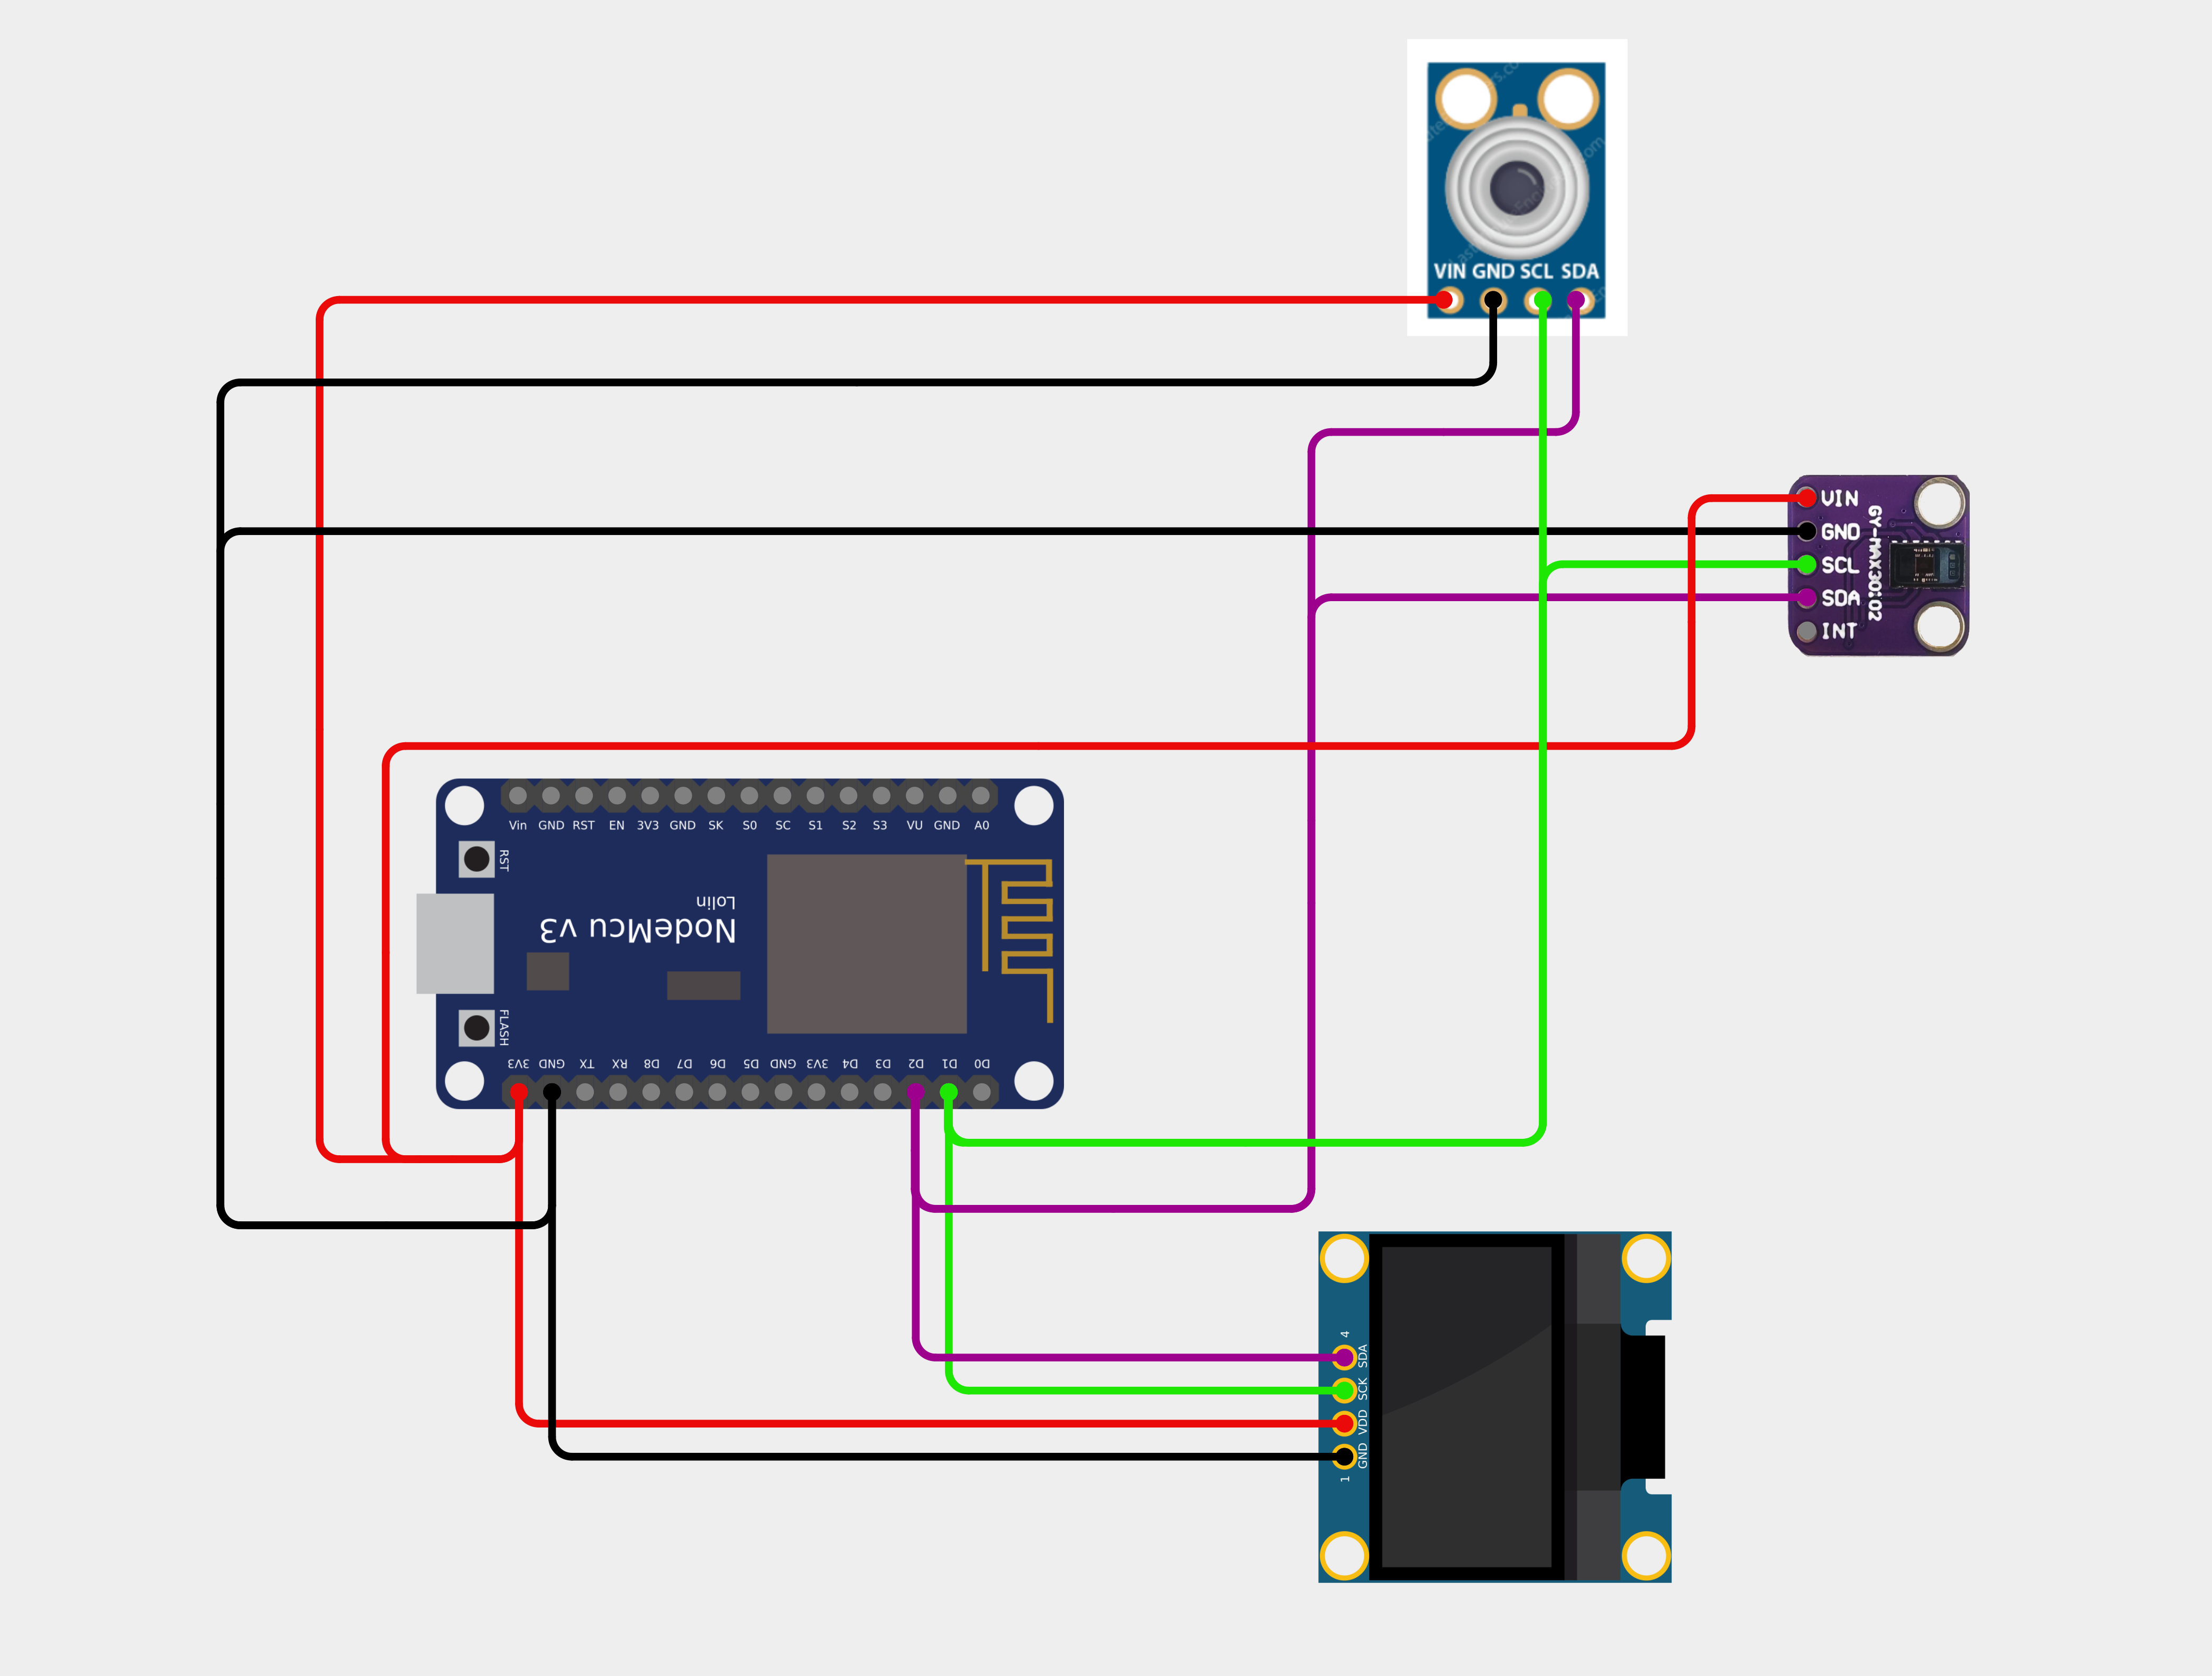 VIN GND SCL SDA
VIN
GND
SCL
SDA
INT
GY-MAX30102
Vin GND RST EN 3V3 GND SK S0 SC S1 S2 S3 VU GND A0
RST
Lolin
NodeMcu v3
FLASH
3V3 GND TX RX D8 D7 D6 D5 GND 3V3 D4 D3 D2 D1 D0
4
SDA
SCK
VDD
GND
1